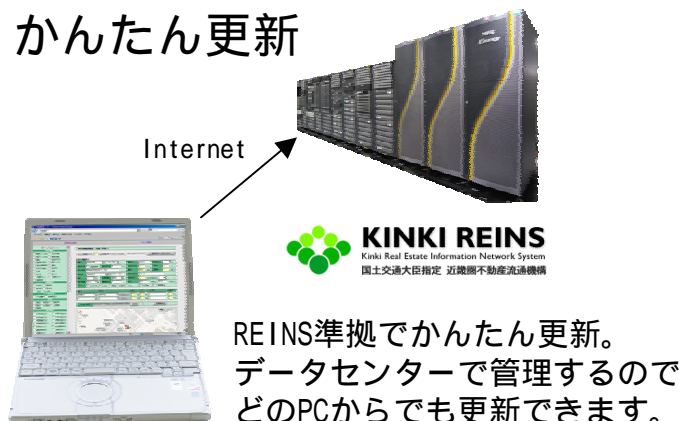 かんたん更新
Internet
KINKI REINS
Kinki Real Estate Information Network System
国土交通大臣指定 近畿圏不動産流通機構
REINS準拠でかんたん更新。
データセンターで管理するので
どのPCからでも更新できます。